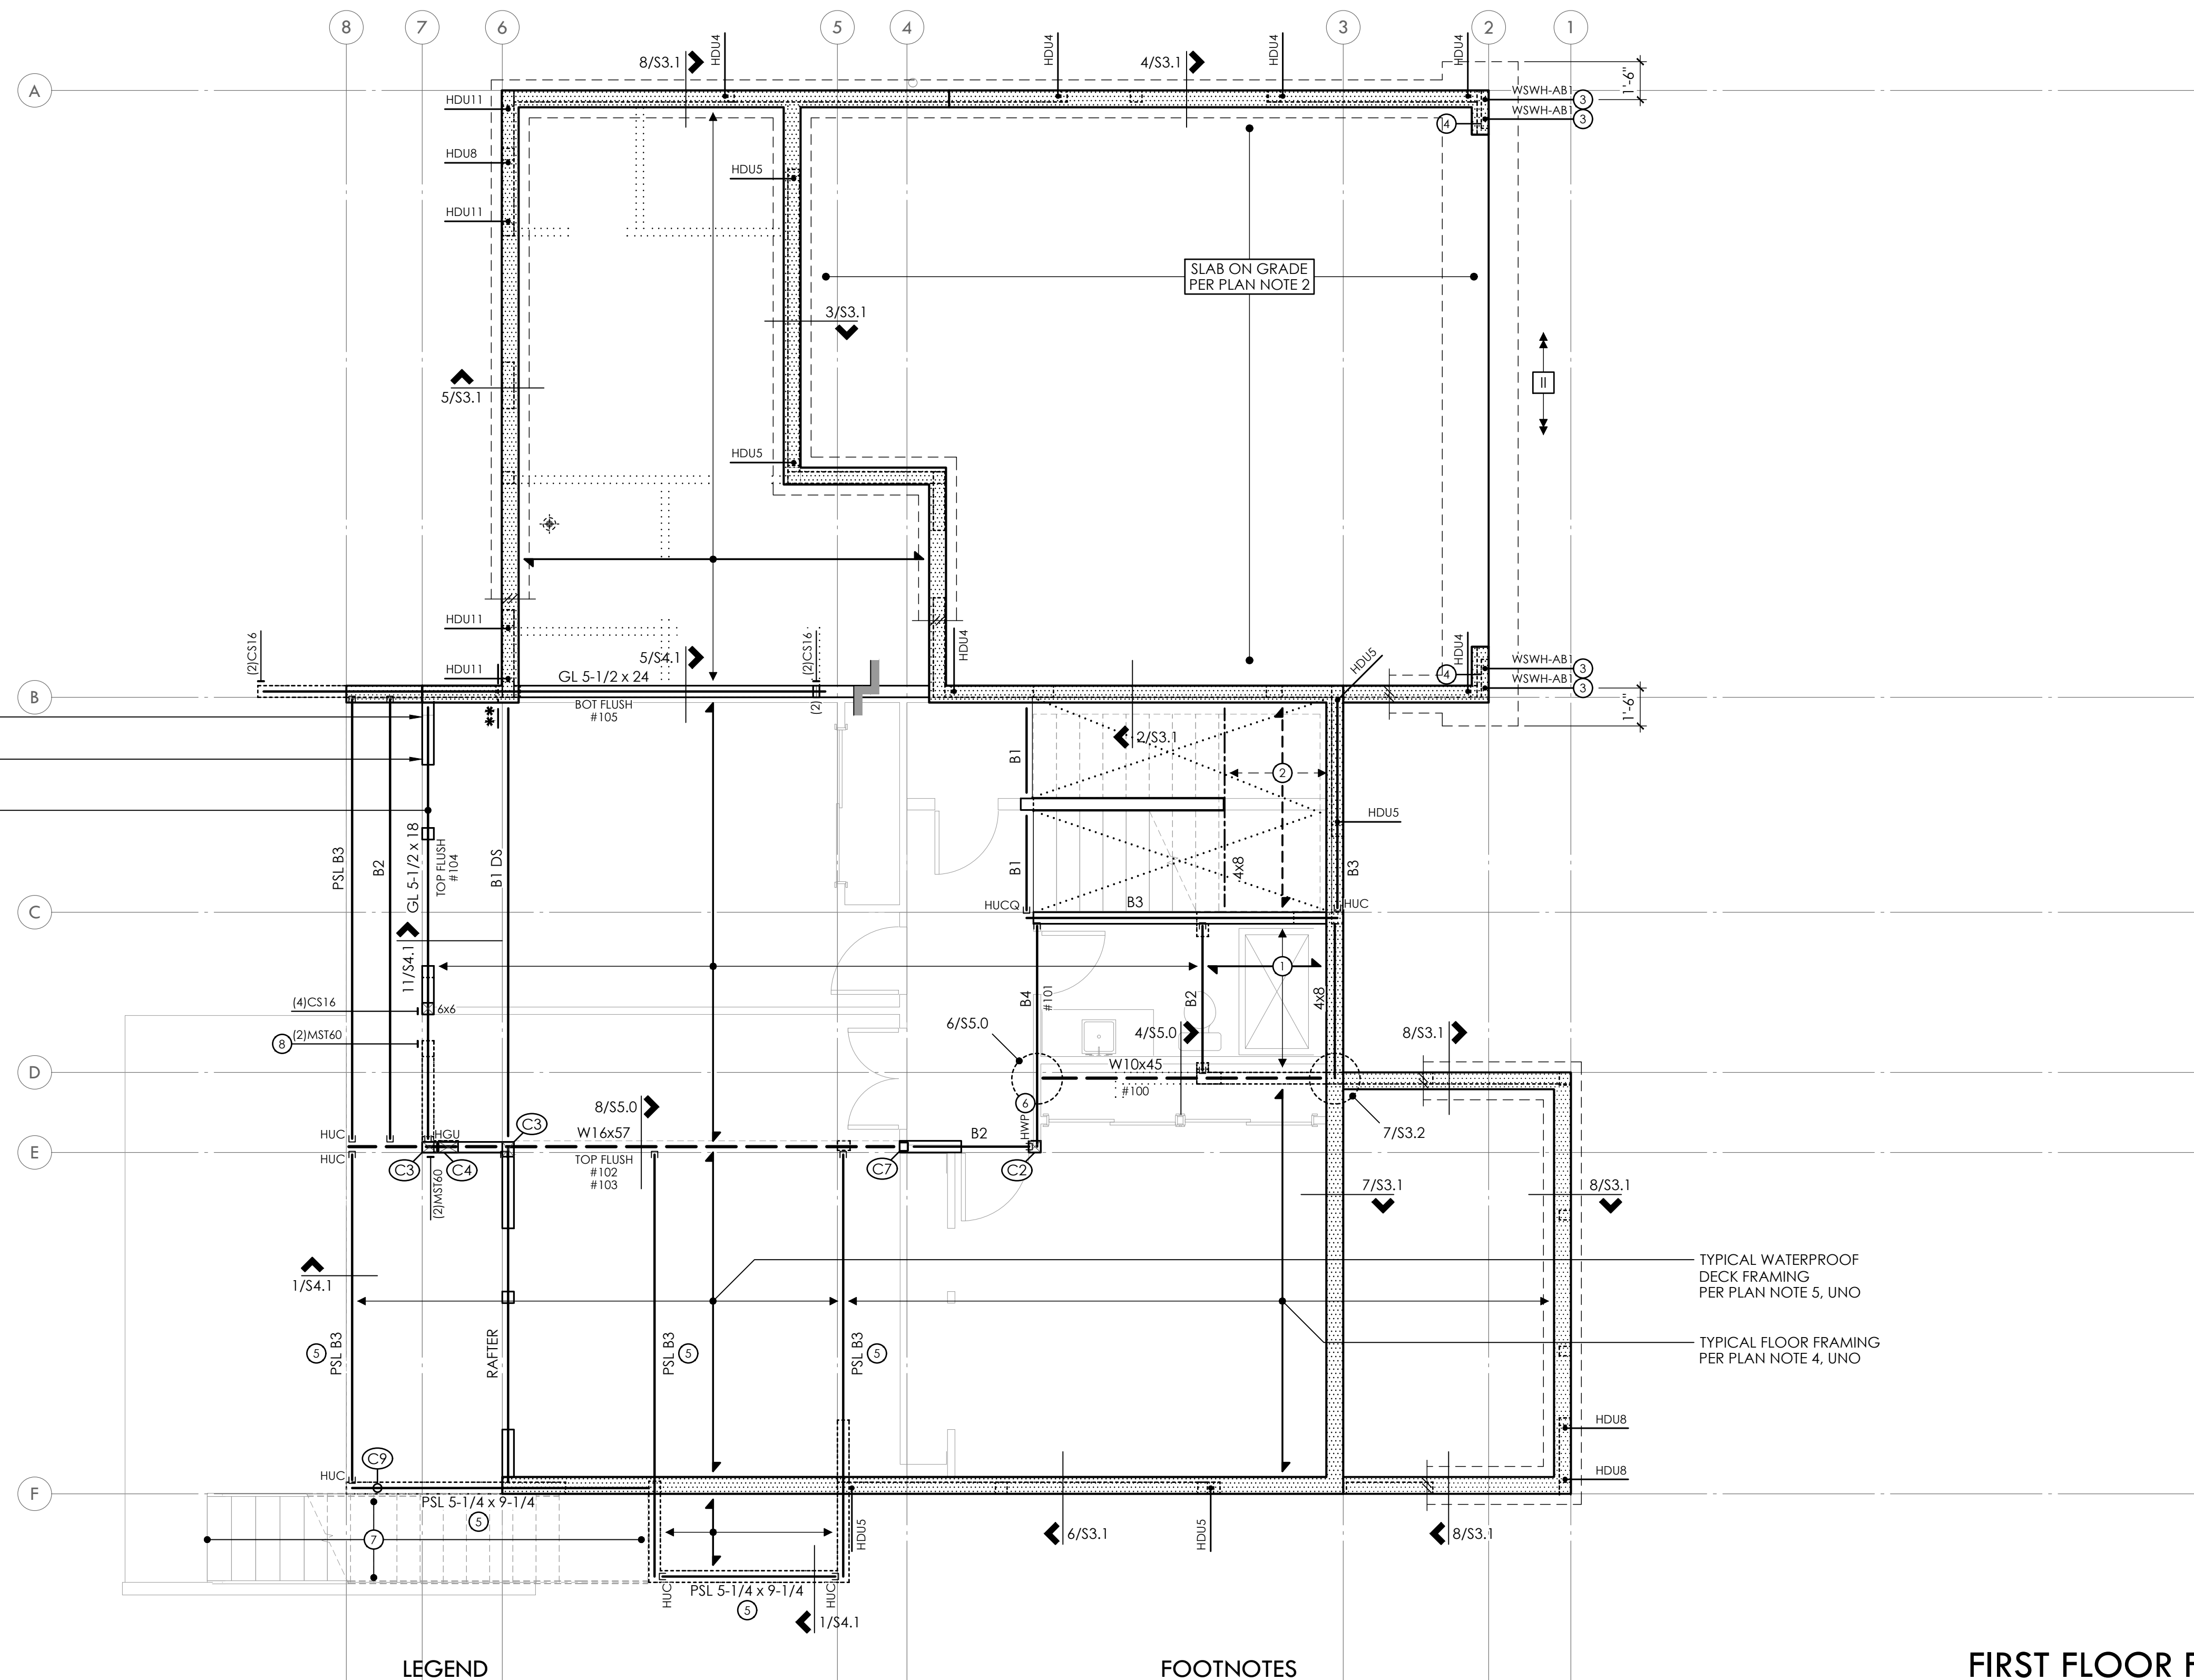 8
7
6
5
4
3
2
1
8/S3.1
HDU4
HDU4
4/S3.1
HDU4
HDU4
1'-6"
A
HDU11
WSWH-AB1
3
WSWH-AB1
3
4
HDU8
HDU5
HDU11
SLAB ON GRADE
PER PLAN NOTE 2
3/S3.1
5/S3.1
II
HDU5
HDU11
(2)CS16
5/S4.1
(2)CS16
HDU4
HDU5
HDU4
WSWH-AB1
3
4
WSWH-AB1
3
HDU11
GL 5-1/2 x 24
B
BOT FLUSH
#105
(2)
**
1'-6"
B1
2/S3.1
2
HDU5
PSL B3
B2
GL 5-1/2 x 18
TOP FLUSH
#104
B1 DS
B1
4x8
B3
HUCQ
B3
HUC
C
11/S4.1
1
(4)CS16
6x6
B4
#101
B2
4x8
6/S5.0
4/S5.0
8/S3.1
8
(2)MST60
W10x45
D
#100
6
8/S5.0
C3
HWP
7/S3.2
HUC
HGU
W16x57
B2
E
HUC
C3
C4
TOP FLUSH
#102
#103
C7
C2
(2)MST60
7/S3.1
8/S3.1
1/S4.1
TYPICAL WATERPROOF
DECK FRAMING
PER PLAN NOTE 5, UNO
5
PSL B3
RAFTER
PSL B3
5
PSL B3
5
TYPICAL FLOOR FRAMING
PER PLAN NOTE 4, UNO
HDU8
C9
HUC
HDU8
F
PSL 5-1/4 x 9-1/4
5
7
HDU5
6/S3.1
HDU5
8/S3.1
HUC
PSL 5-1/4 x 9-1/4
5
HUC
1/S4.1
LEGEND
FOOTNOTES
FIRST FLOOR F